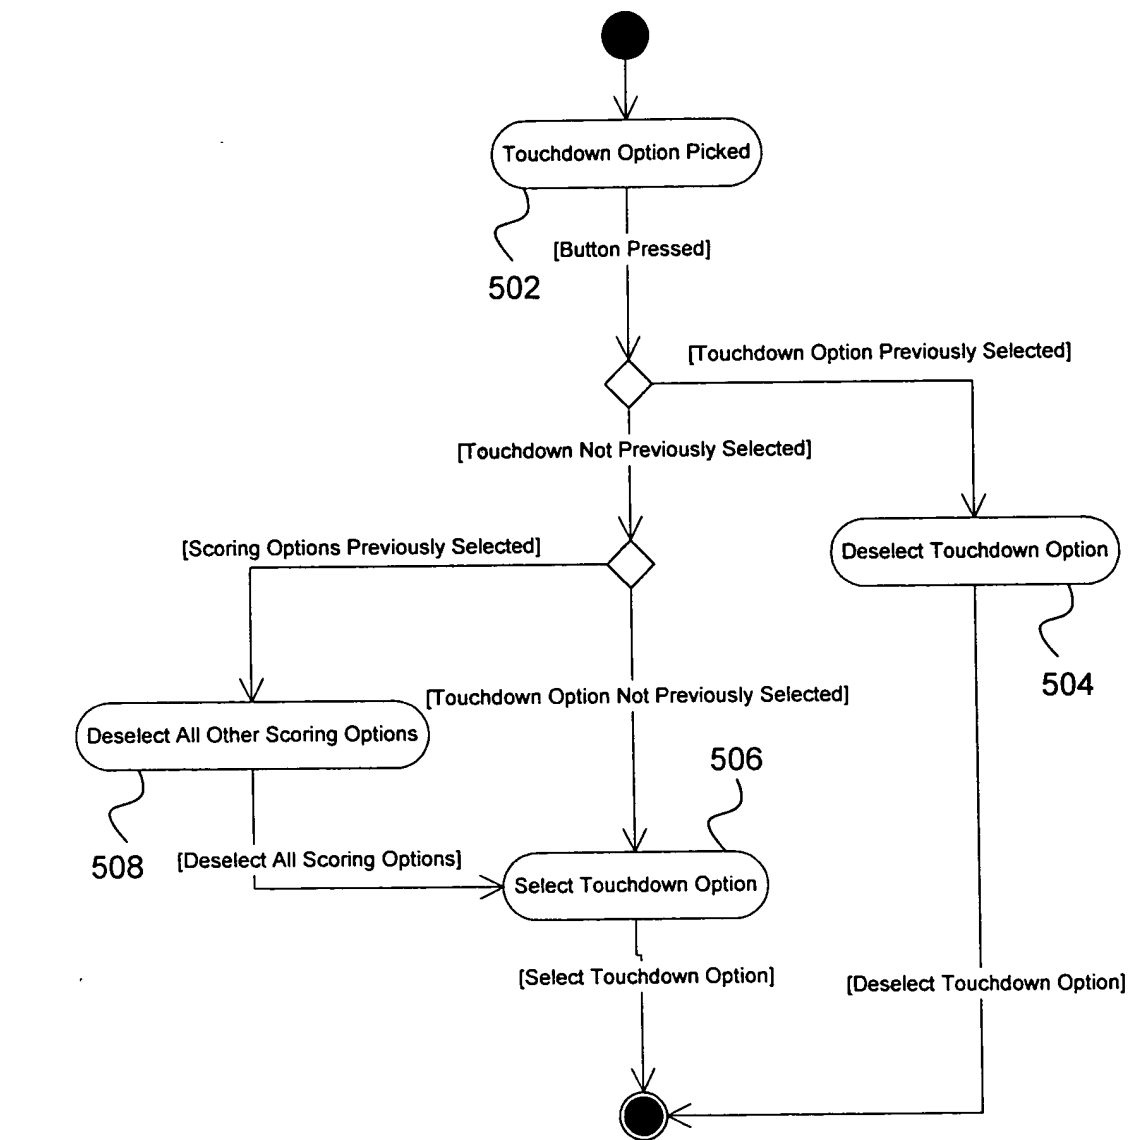 Touchdown Option Picked
[Button Pressed]
502
[Touchdown Option Previously Selected]
[Touchdown Not Previously Selected]
[Scoring Options Previously Selected]
Deselect Touchdown Option
504
[Touchdown Option Not Previously Selected]
Deselect All Other Scoring Options
506
508
[Deselect All Scoring Options]
Select Touchdown Option
[Select Touchdown Option]
[Deselect Touchdown Option]